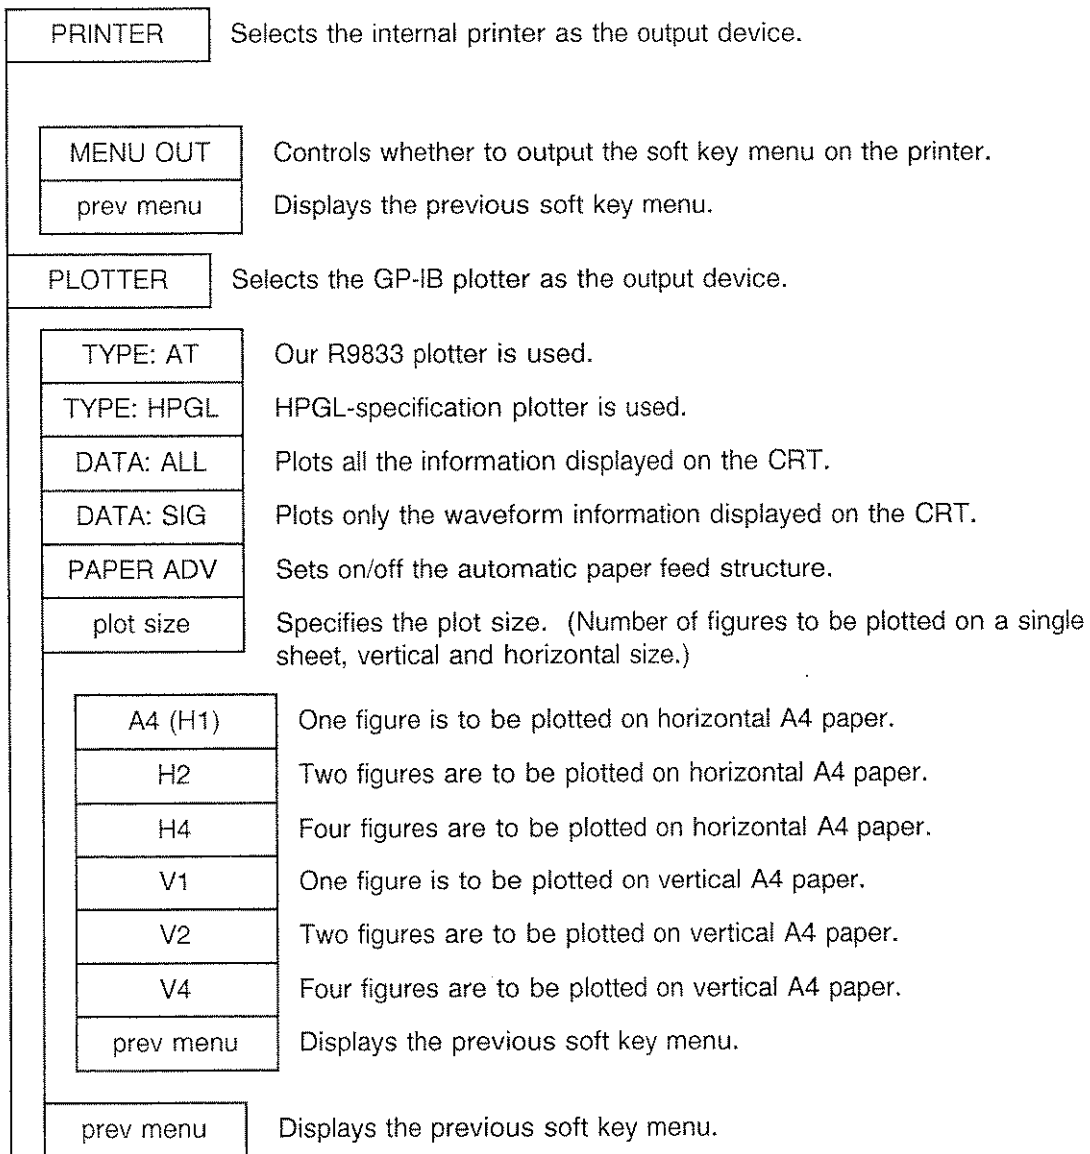 PRINTER Selects the internal printer as the output device.
MENU OUT Controls whether to output the soft key menu on the printer.
prev menu Displays the previous soft key menu.
PLOTTER Selects the GP-IB plotter as the output device.
TYPE: AT Our R9833 plotter is used.
TYPE: HPGL HPGL-specification plotter is used.
DATA: ALL Plots all the information displayed on the CRT.
DATA: SIG Plots only the waveform information displayed on the CRT.
PAPER ADV Sets on/off the automatic paper feed structure.
plot size Specifies the plot size. (Number of figures to be plotted on a single
sheet, vertical and horizontal size.)
A4 (H1) One figure is to be plotted on horizontal A4 paper.
H2 Two figures are to be plotted on horizontal A4 paper.
H4 Four figures are to be plotted on horizontal A4 paper.
V1 One figure is to be plotted on vertical A4 paper.
V2 Two figures are to be plotted on vertical A4 paper.
V4 Four figures are to be plotted on vertical A4 paper.
prev menu Displays the previous soft key menu.
prev menu Displays the previous soft key menu.